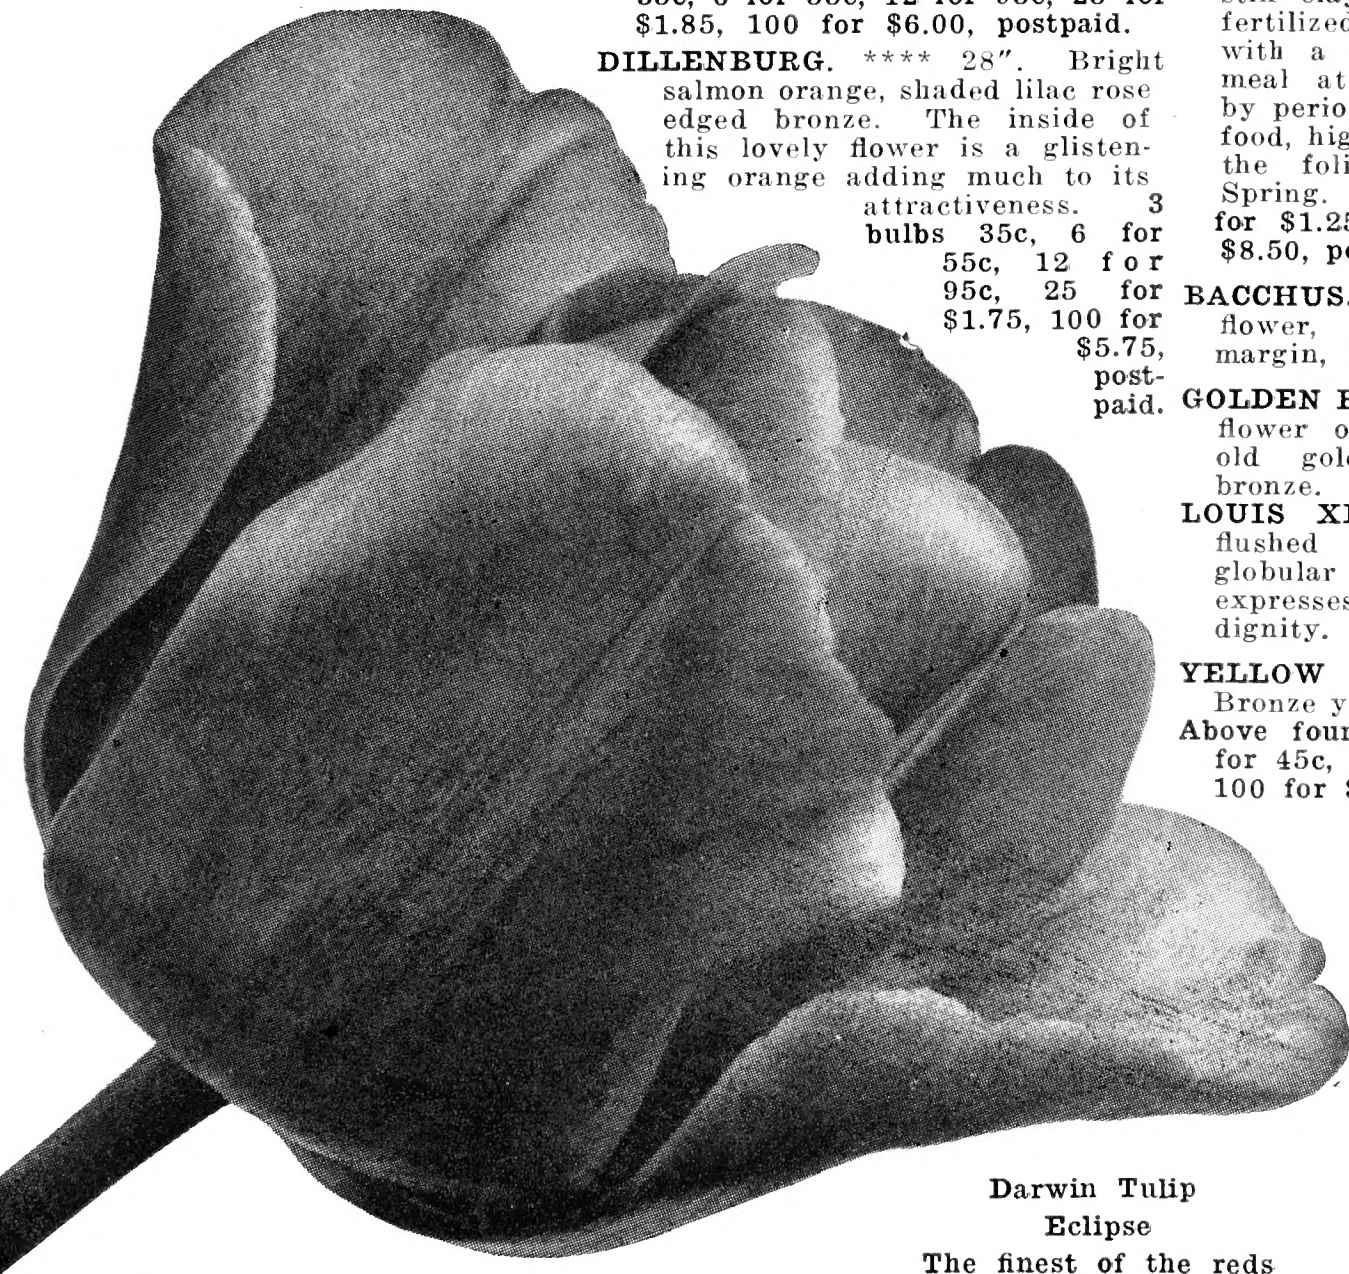 $1.85, 100 for $6.00, postpaid.
DILLENBURG. **** 28″. Bright
salmon orange, shaded lilac rose
edged bronze. The inside of
this lovely flower is a glisten-
ing orange adding much to its
attractiveness. 3
bulbs 35c, 6 for
55c, 12 for
95c, 25 for
$1.75, 100 for
$5.75,
post-
paid.
fertilized
with a
meal at
by perio
food, hig
the foli
Spring.
for $1.25
$8.50, po
BACCHUS.
flower,
margin,
GOLDEN
flower o
old gold
bronze.
LOUIS XI
flushed
globular
expresses
dignity.
YELLOW
Bronze y
Above four
for 45c,
100 for
Darwin Tulip
Eclipse
The finest of the reds